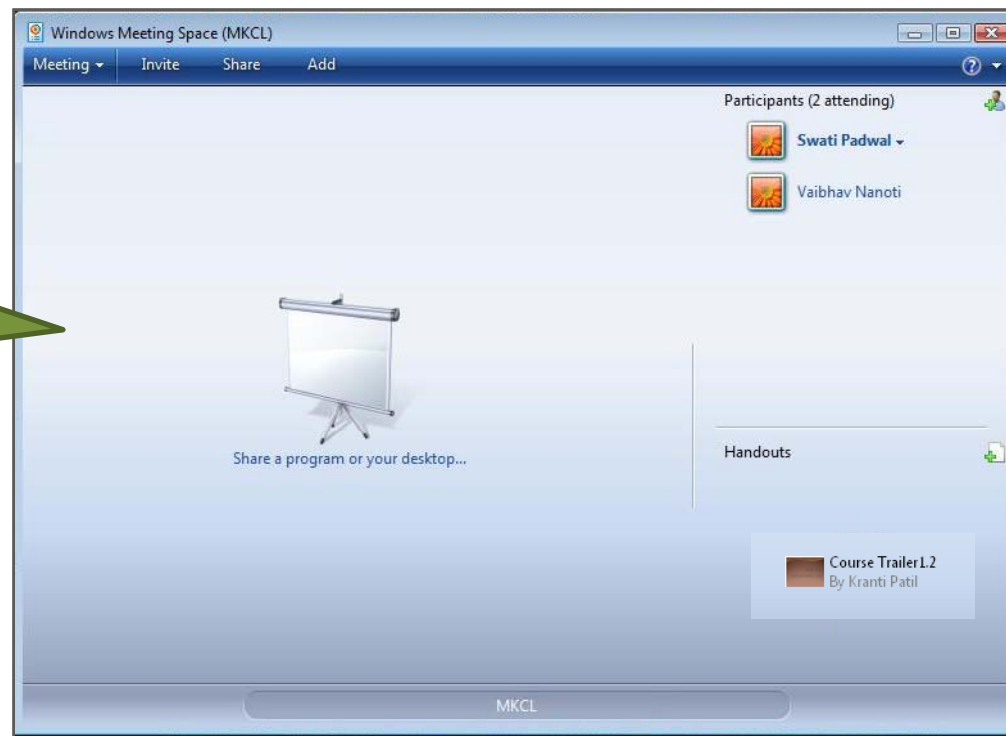 Windows Meeting Space (MKCL)
Meeting Invite Share Add
Participants (2 attending)
Swati Padwal
Vaibhav Nanoti
Share a program or your desktop...
Handouts
Course Trailer1.2
By Kranti Patil
MKCL